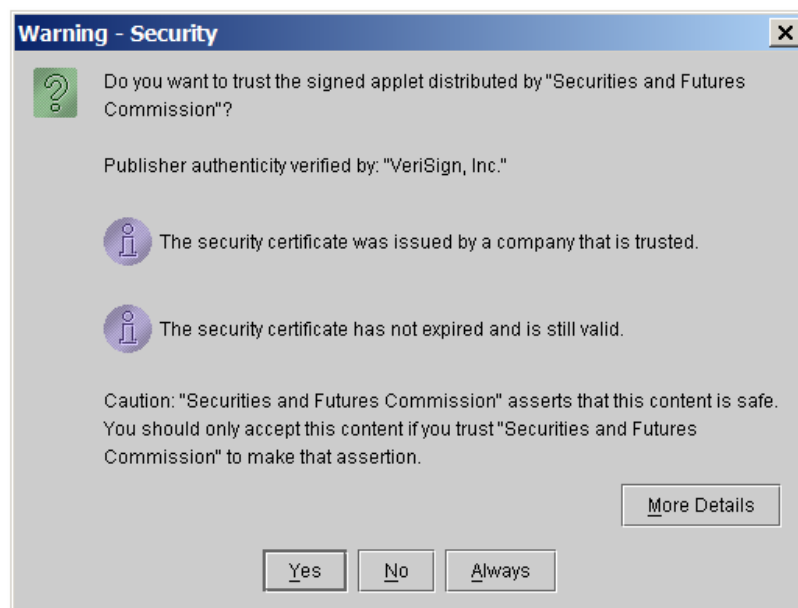 Warning - Security
Do you want to trust the signed applet distributed by "Securities and Futures
Commission"?
Publisher authenticity verified by: "VeriSign, Inc."
The security certificate was issued by a company that is trusted.
The security certificate has not expired and is still valid.
Caution: "Securities and Futures Commission" asserts that this content is safe.
You should only accept this content if you trust "Securities and Futures
Commission" to make that assertion.
More Details
Yes No Always